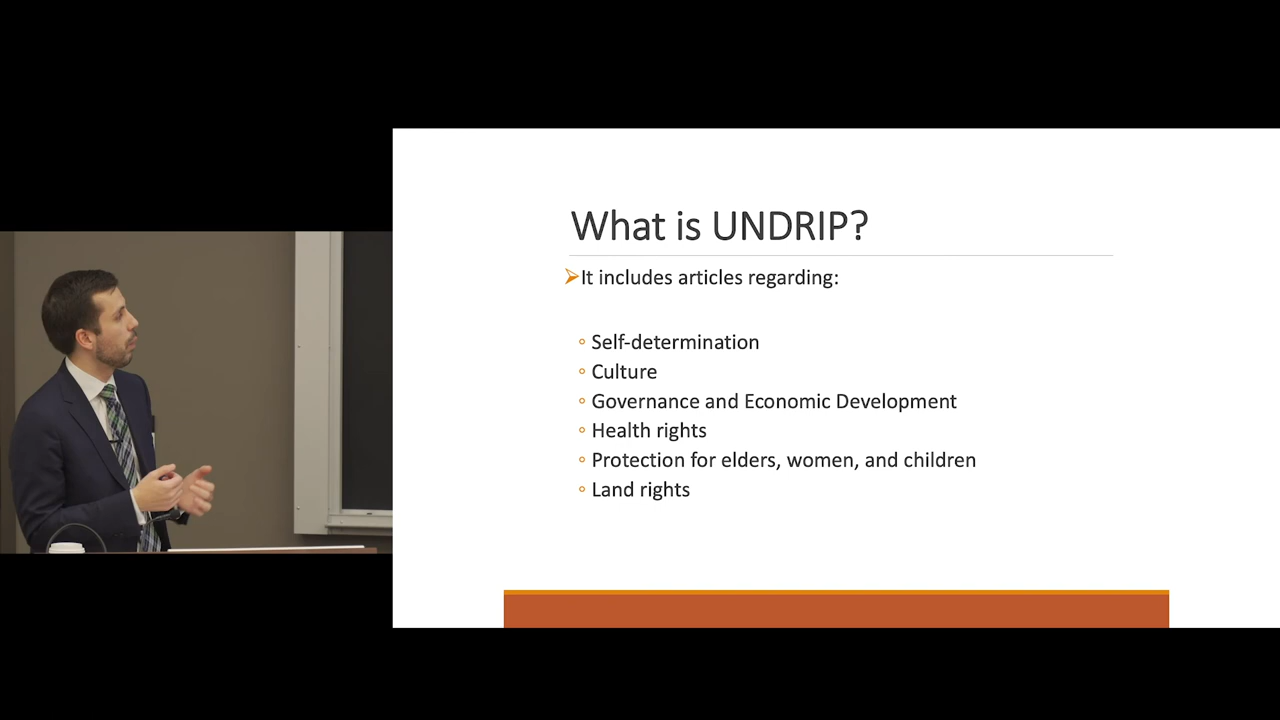 What is UNDRIP?
It includes articles regarding:
Self-determination
Culture
Governance and Economic Development
Health rights
Protection for elders, women, and children
Land rights